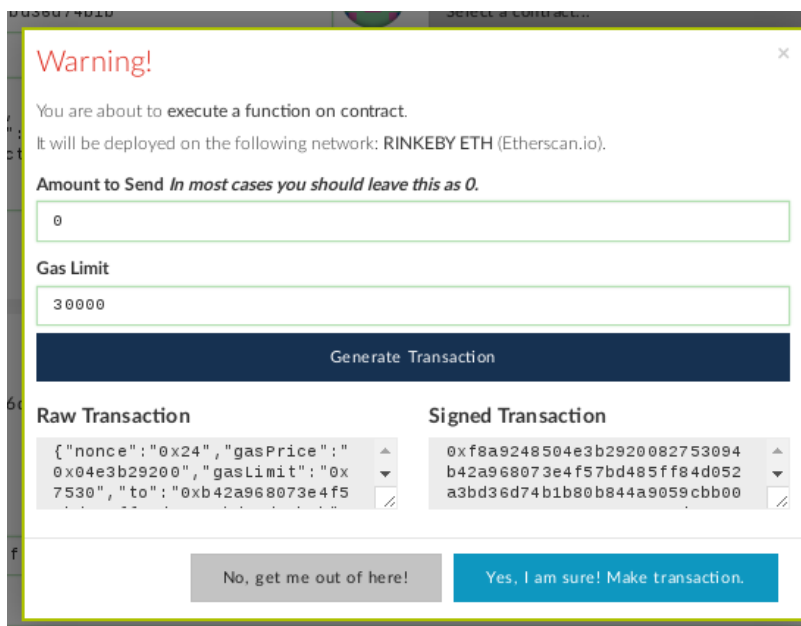 Select a contract...
Warning!
×
You are about to execute a function on contract.
It will be deployed on the following network: RINKEBY ETH (Etherscan.io).
Amount to Send In most cases you should leave this as 0.
0
Gas Limit
30000
Generate Transaction
Raw Transaction
{"nonce":"0x24","gasPrice":"
0x04e3b29200","gasLimit":"0x
7530","to":"0xb42a968073e4f5
Signed Transaction
0xf8a9248504e3b2920082753094
b42a968073e4f57bd485ff84d052
a3bd36d74b1b80b844a9059cbb00
No, get me out of here!
Yes, I am sure! Make transaction.